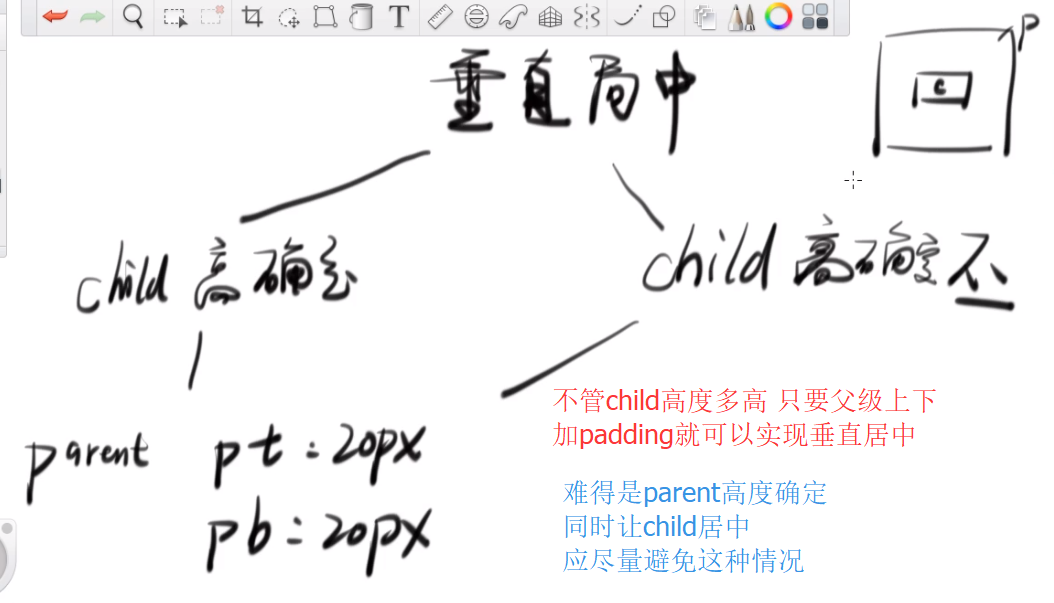 P
垂直居中
c
child 高确定
child 高确定不
不管child高度多高 只要父级上下
加padding就可以实现垂直居中
parent pt:20px
pb:20px
难得是parent高度确定
同时让child居中
应尽量避免这种情况